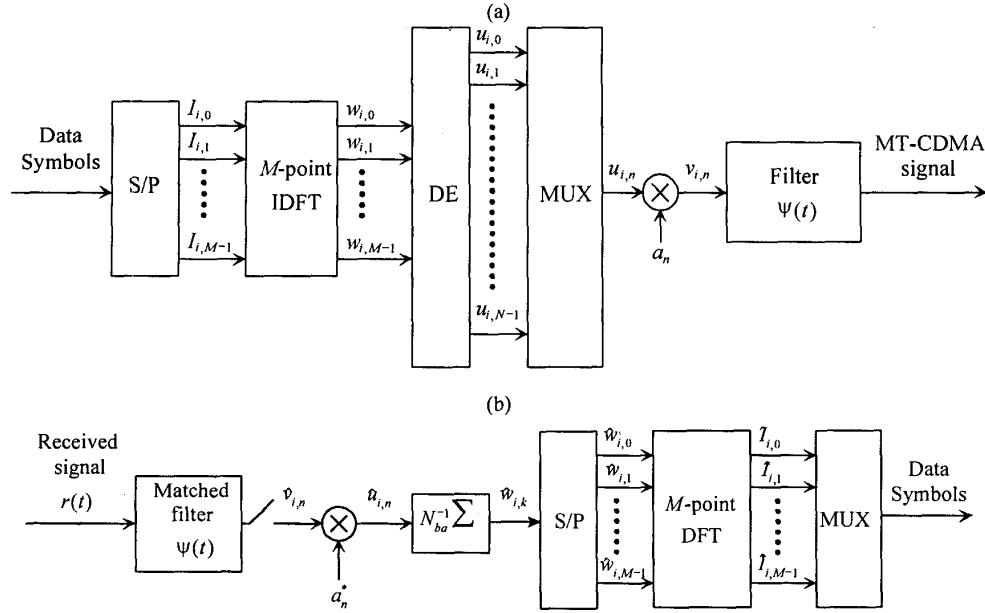 (a)
Data
Symbols
S/P
I_{i,0}
I_{i,1}
I_{i,M-1}
M-point
IDFT
w_{i,0}
w_{i,1}
w_{i,M-1}
DE
u_{i,0}
u_{i,1}
u_{i,N-1}
MUX
u_{i,n}
a_n
v_{i,n}
Filter
Ψ(t)
MT-CDMA
signal
(b)
Received
signal
r(t)
Matched
filter
Ψ(t)
v̂_{i,n}
a_n^*
û_{i,n}
N_{ba}^{-1} Σ
ŵ_{i,k}
S/P
ŵ_{i,0}
ŵ_{i,1}
ŵ_{i,M-1}
M-point
DFT
Î_{i,0}
Î_{i,1}
Î_{i,M-1}
MUX
Data
Symbols